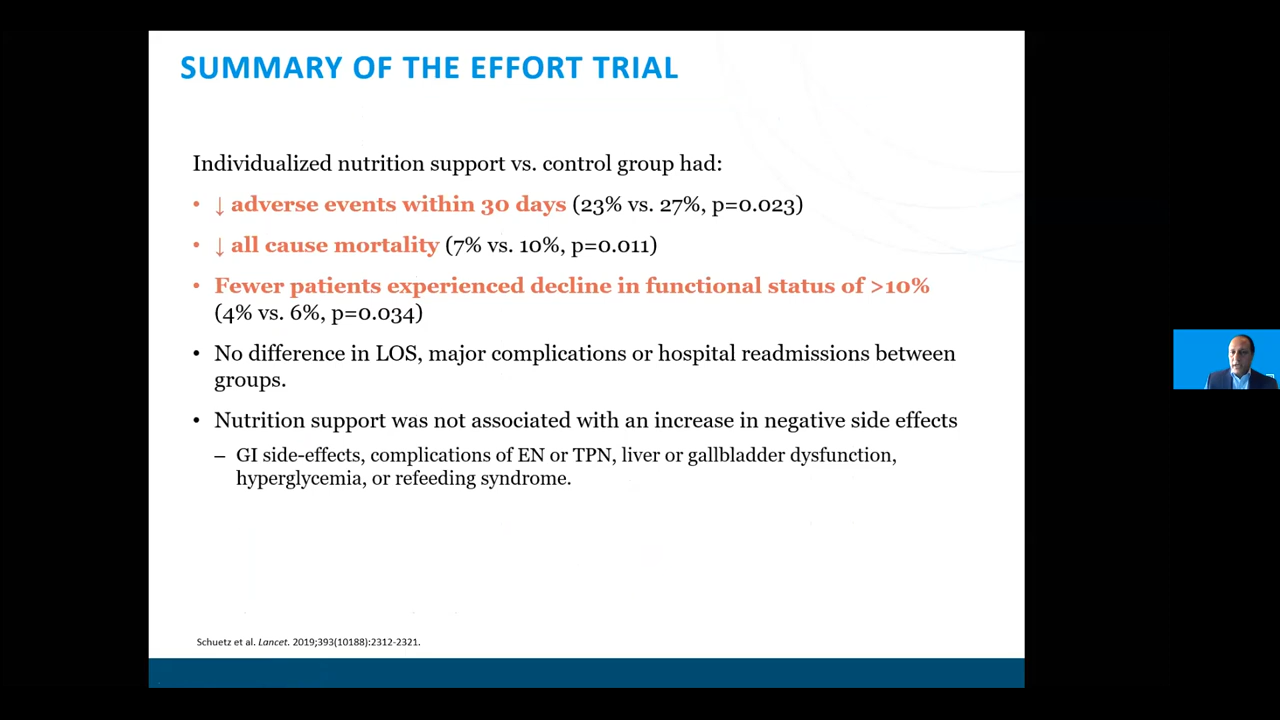 SUMMARY OF THE EFFORT TRIAL
Individualized nutrition support vs. control group had:
• ↓ adverse events within 30 days (23% vs. 27%, p=0.023)
• ↓ all cause mortality (7% vs. 10%, p=0.011)
• Fewer patients experienced decline in functional status of >10%
(4% vs. 6%, p=0.034)
• No difference in LOS, major complications or hospital readmissions between
groups.
• Nutrition support was not associated with an increase in negative side effects
– GI side-effects, complications of EN or TPN, liver or gallbladder dysfunction,
hyperglycemia, or refeeding syndrome.
Schuetz et al. Lancet. 2019;393(10188):2312-2321.